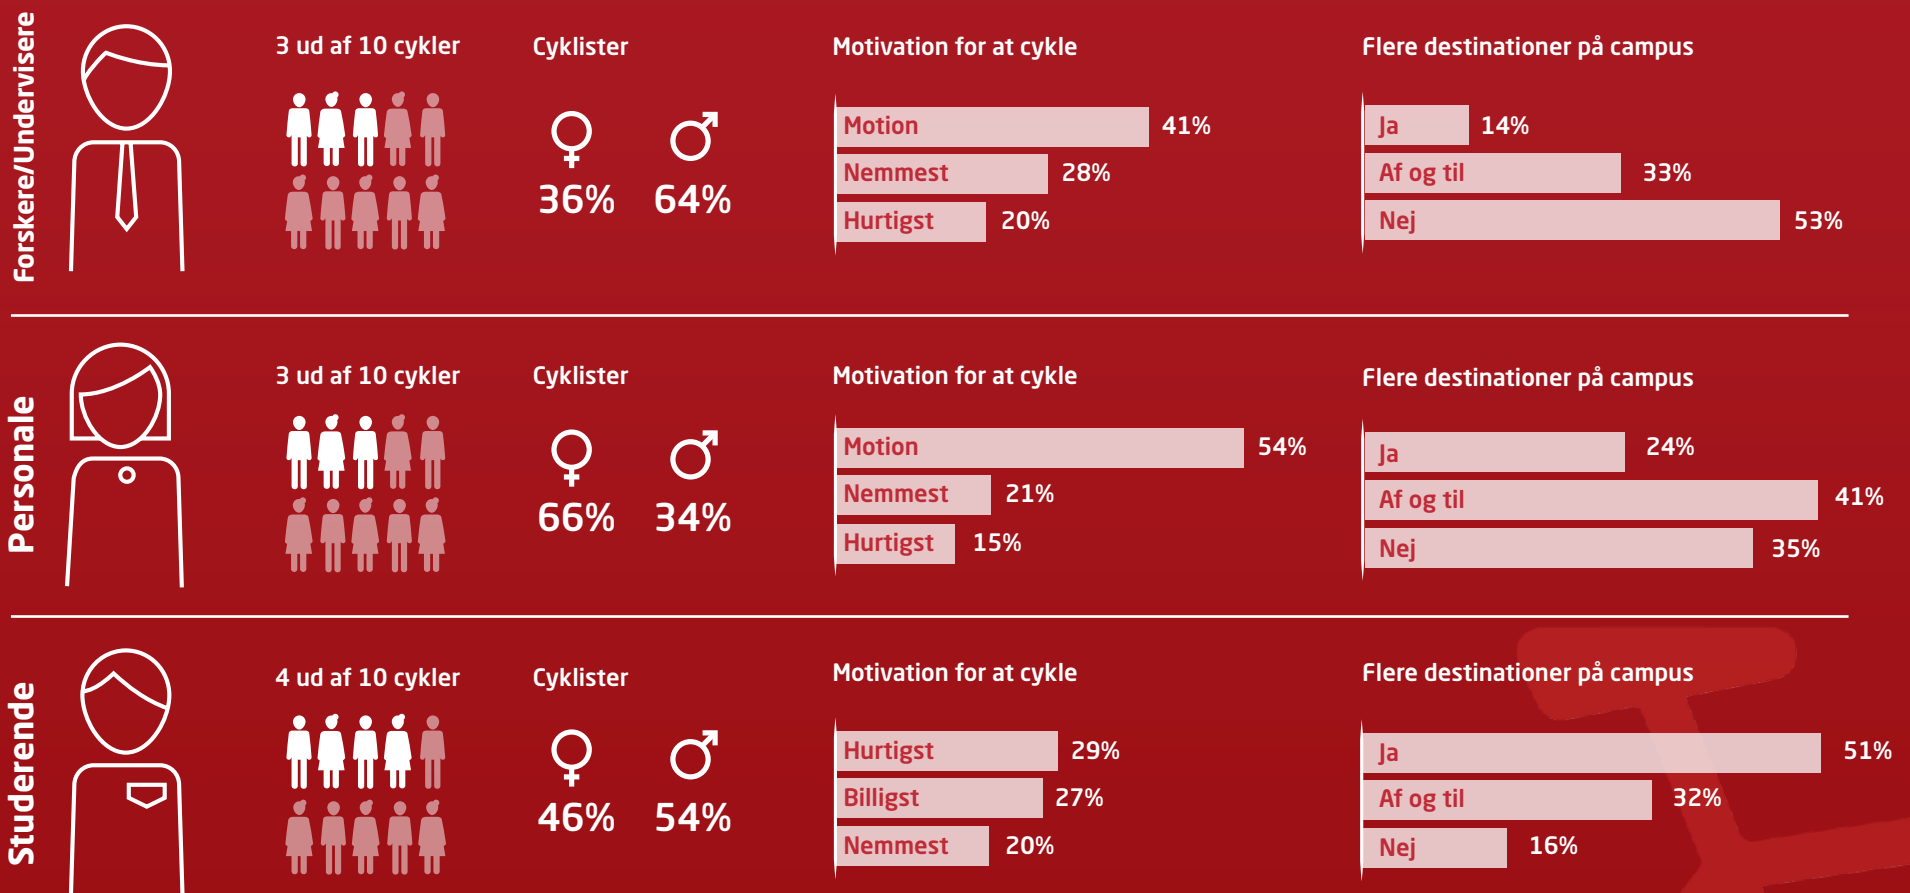 Forskere/Undervisere
3 ud af 10 cykler
Cyklister
36% 64%
Motivation for at cykle
Motion 41%
Nemmest 28%
Hurtigst 20%
Flere destinationer på campus
Ja 14%
Af og til 33%
Nej 53%
Personale
3 ud af 10 cykler
Cyklister
66% 34%
Motivation for at cykle
Motion 54%
Nemmest 21%
Hurtigst 15%
Flere destinationer på campus
Ja 24%
Af og til 41%
Nej 35%
Studerende
4 ud af 10 cykler
Cyklister
46% 54%
Motivation for at cykle
Hurtigst 29%
Billigst 27%
Nemmest 20%
Flere destinationer på campus
Ja 51%
Af og til 32%
Nej 16%